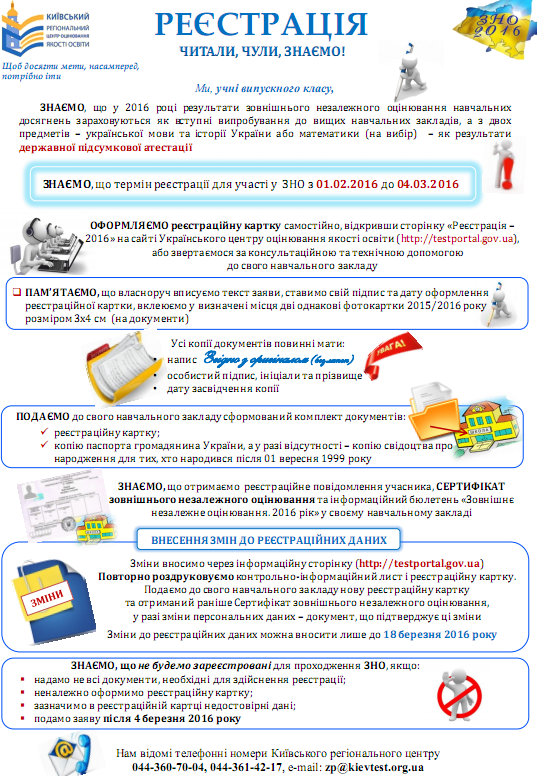 КИЇВСЬКИЙ
РЕГІОНАЛЬНИЙ
ЦЕНТР ОЦІНЮВАННЯ
ЯКОСТІ ОСВІТИ
РЕЄСТРАЦІЯ
ЧИТАЛИ, ЧУЛИ, ЗНАЄМО!
ЗНО
2016
Щоб досягти мети, насамперед,
потрібно іти
Ми, учні випускного класу,
ЗНАЄМО, що у 2016 році результати зовнішнього незалежного оцінювання навчальних
досягнень зараховуються як вступні випробування до вищих навчальних закладів, а з двох
предметів – української мови та історії України або математики (на вибір) – як результати
державної підсумкової атестації
ЗНАЄМО, що термін реєстрації для участі у ЗНО з 01.02.2016 до 04.03.2016
ОФОРМЛЯЄМО реєстраційну картку самостійно, відкривши сторінку «Реєстрація –
2016» на сайті Українського центру оцінювання якості освіти (http://testportal.gov.ua),
або звертаємося за консультаційною та технічною допомогою
до свого навчального закладу
❑ ПАМ'ЯТАЄМО, що власноруч вписуємо текст заяви, ставимо свій підпис та дату оформлення
реєстраційної картки, вклеюємо у визначені місця дві однакові фотокартки 2015/2016 року
розміром 3х4 см (на документи)
Усі копії документів повинні мати:
напис Згідно з оригіналом (без лапок)
особистий підпис, ініціали та прізвище
• дату засвідчення копії
УВАГА!
ПОДАЄМО до свого навчального закладу сформований комплект документів:
✓ реєстраційну картку;
✓ копію паспорта громадянина України, а у разі відсутності – копію свідоцтва про
народження для тих, хто народився після 01 вересня 1999 року
ШКОЛА
ЗНАЄМО, що отримаємо реєстраційне повідомлення учасника, СЕРТИФІКАТ
зовнішнього незалежного оцінювання та інформаційний бюлетень «Зовнішнє
незалежне оцінювання. 2016 рік» у своєму навчальному закладі
ВНЕСЕННЯ ЗМІН ДО РЕЄСТРАЦІЙНИХ ДАНИХ
ЗМІНИ
Зміни вносимо через інформаційну сторінку (http://testportal.gov.ua)
Повторно роздруковуємо контрольно-інформаційний лист і реєстраційну картку.
Подаємо до свого навчального закладу нову реєстраційну картку
та отриманий раніше Сертифікат зовнішнього незалежного оцінювання,
у разі зміни персональних даних – документ, що підтверджує ці зміни
Зміни до реєстраційних даних можна вносити лише до 18 березня 2016 року
ЗНАЄМО, що не будемо зареєстровані для проходження ЗНО, якщо:
▪ надамо не всі документи, необхідні для здійснення реєстрації;
▪ неналежно оформимо реєстраційну картку;
▪ зазначимо в реєстраційній картці недостовірні дані;
▪ подамо заяву після 4 березня 2016 року
Нам відомі телефонні номери Київського регіонального центру
044-360-70-04, 044-361-42-17, e-mail: zp@kievtest.org.ua